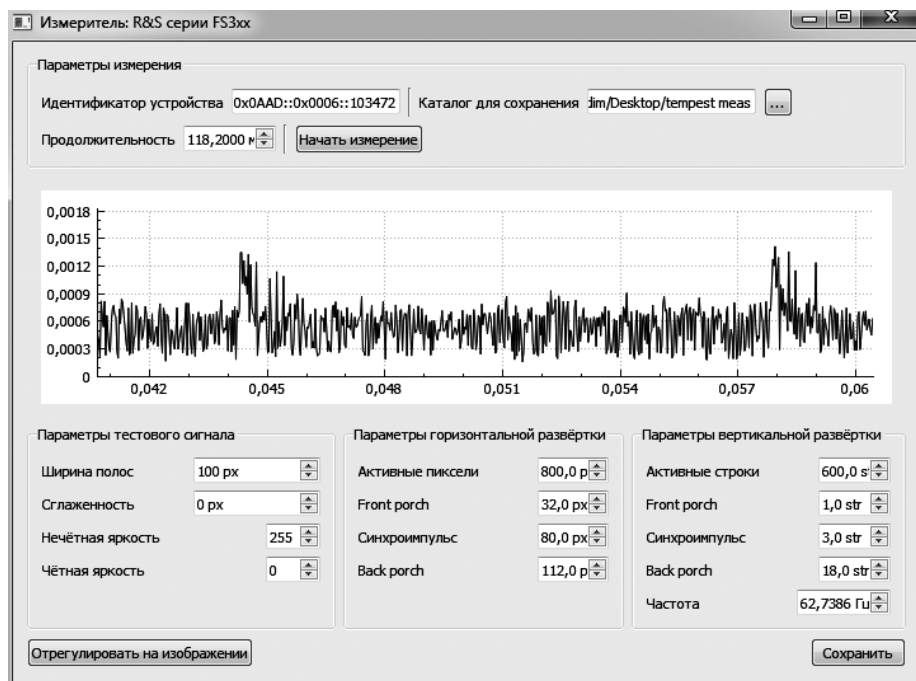 Измеритель: R&S серии FS3xx
Параметры измерения
Идентификатор устройства 0x0AAD::0x0006::103472 Каталог для сохранения dim/Desktop/tempest meas ...
Продолжительность 118,2000 м Начать измерение
0,0018
0,0015
0,0012
0,0009
0,0006
0,0003
0
0,042 0,045 0,048 0,051 0,054 0,057 0,06
Параметры тестового сигнала
Ширина полос 100 px
Сглаженность 0 px
Нечётная яркость 255
Чётная яркость 0
Параметры горизонтальной развёртки
Активные пиксели 800,0 p
Front porch 32,0 px
Синхроимпульс 80,0 px
Back porch 112,0 p
Параметры вертикальной развёртки
Активные строки 600,0 s
Front porch 1,0 str
Синхроимпульс 3,0 str
Back porch 18,0 str
Частота 62,7386 Гц
Отрегулировать на изображении
Сохранить